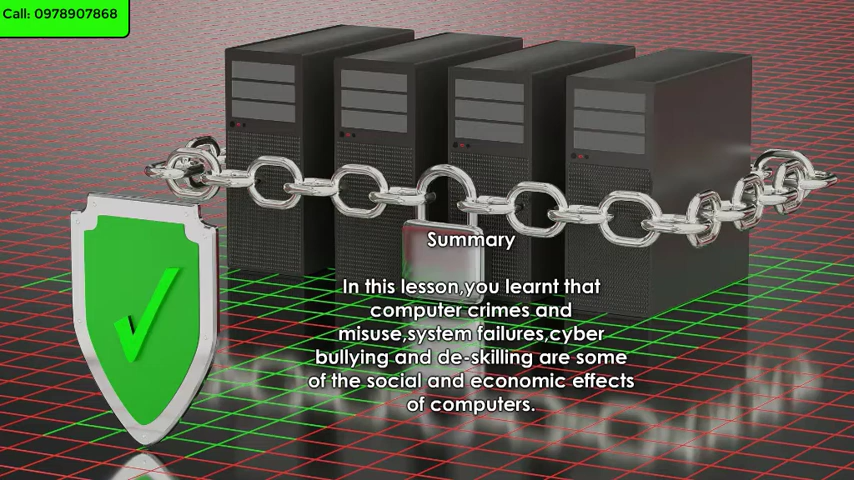 Call: 0978907868
Summary
In this lesson,you learnt that
computer crimes and
misuse,system failures,cyber
bullying and de-skilling are some
of the social and economic effects
of computers.